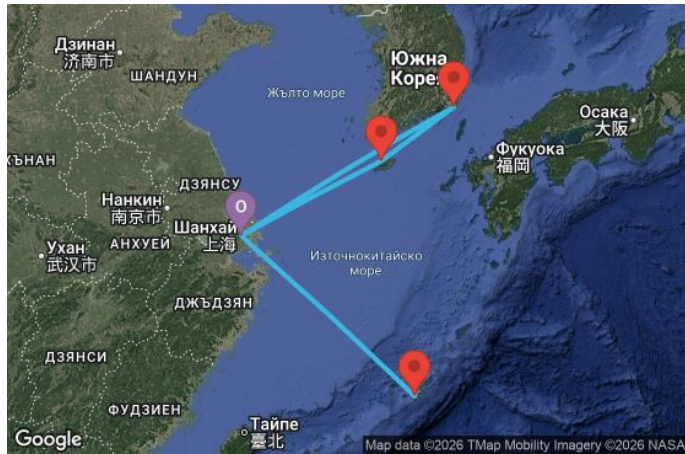 Дзинан
济南市
ШАНДУН
Южна
Корея
Жълто море
Осака
大阪
Фукуока
福岡
ХЪНАН
ДЗЯНСУ
Нанкин
南京市
O
Шанхай
上海
АНХУЕЙ
Ухан
武汉市
Източнокитайско
море
ДЖЪДЗЯН
ДЗЯНСИ
ФУДЗИЕН
Тайпе
臺北
Google
Map data ©2026 TMap Mobility Imagery ©2026 NASA